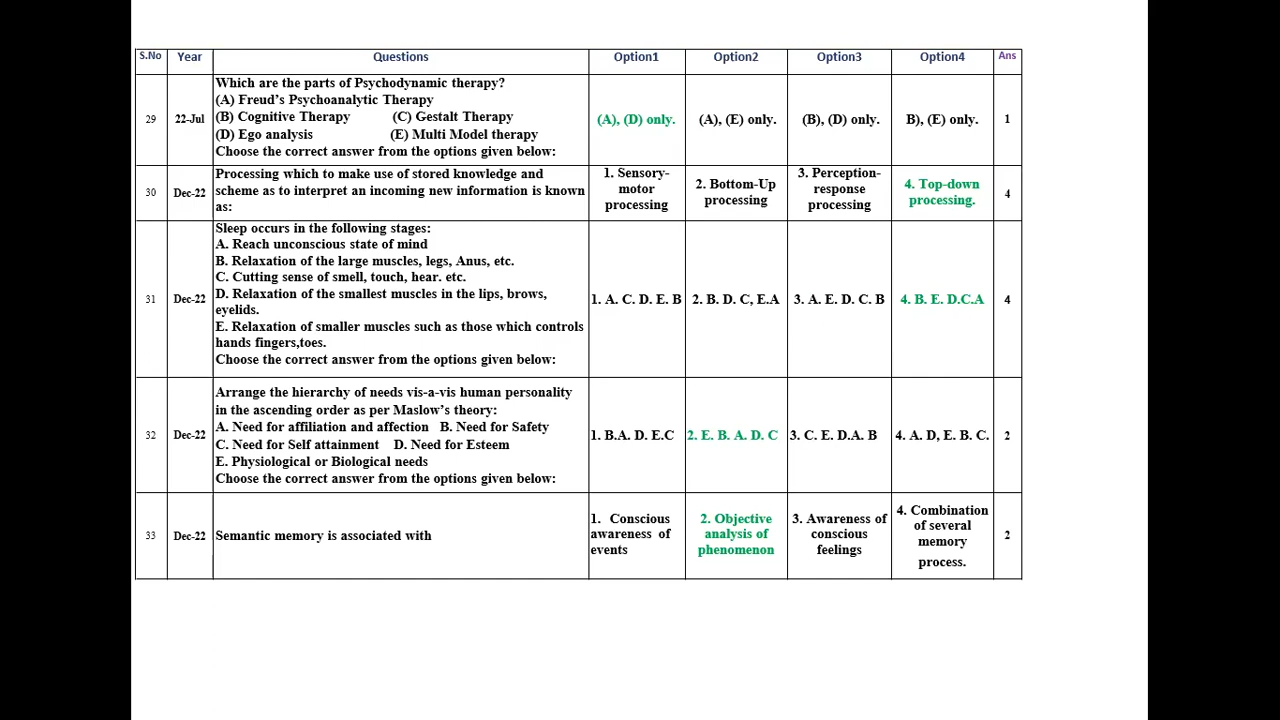 S.No Year Questions Option1 Option2 Option3 Option4 Ans
29 22-Jul Which are the parts of Psychodynamic therapy?
(A) Freud's Psychoanalytic Therapy
(B) Cognitive Therapy (C) Gestalt Therapy
(D) Ego analysis (E) Multi Model therapy
Choose the correct answer from the options given below:
(A), (D) only. (A), (E) only. (B), (D) only. B), (E) only. 1
30 Dec-22 Processing which to make use of stored knowledge and
scheme as to interpret an incoming new information is known
as:
1. Sensory-
motor
processing
2. Bottom-Up
processing
3. Perception-
response
processing
4. Top-down
processing.
4
31 Dec-22 Sleep occurs in the following stages:
A. Reach unconscious state of mind
B. Relaxation of the large muscles, legs, Anus, etc.
C. Cutting sense of smell, touch, hear. etc.
D. Relaxation of the smallest muscles in the lips, brows,
eyelids.
E. Relaxation of smaller muscles such as those which controls
hands fingers,toes.
Choose the correct answer from the options given below:
1. A. C. D. E. B 2. B. D. C, E.A 3. A. E. D. C. B 4. B. E. D.C.A 4
32 Dec-22 Arrange the hierarchy of needs vis-a-vis human personality
in the ascending order as per Maslow's theory:
A. Need for affiliation and affection B. Need for Safety
C. Need for Self attainment D. Need for Esteem
E. Physiological or Biological needs
Choose the correct answer from the options given below:
1. B.A. D. E.C 2. E. B. A. D. C 3. C. E. D.A. B 4. A. D, E. B. C. 2
33 Dec-22 Semantic memory is associated with
1. Conscious
awareness of
events
2. Objective
analysis of
phenomenon
3. Awareness of
conscious
feelings
4. Combination
of several
memory
process.
2